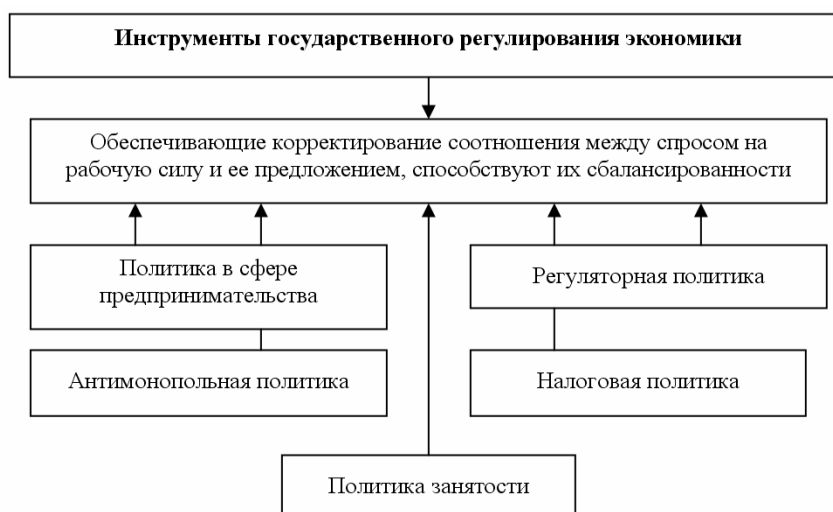 Инструменты государственного регулирования экономики
Обеспечивающие корректирование соотношения между спросом на
рабочую силу и ее предложением, способствуют их сбалансированности
Политика в сфере
предпринимательства
Регуляторная политика
Антимонопольная политика
Налоговая политика
Политика занятости